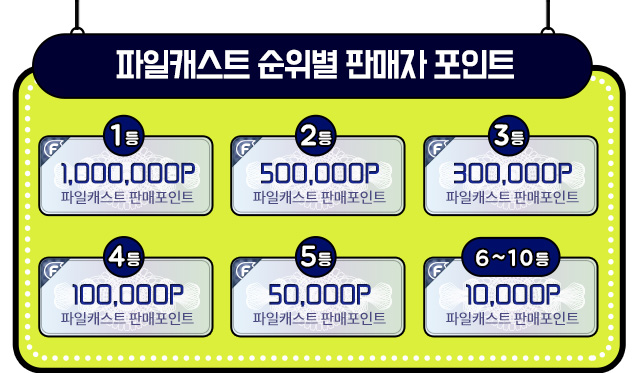 파일캐스트 순위별 판매자 포인트
1등
1,000,000P
파일캐스트 판매포인트
2등
500,000P
파일캐스트 판매포인트
3등
300,000P
파일캐스트 판매포인트
4등
100,000P
파일캐스트 판매포인트
5등
50,000P
파일캐스트 판매포인트
6~10등
10,000P
파일캐스트 판매포인트